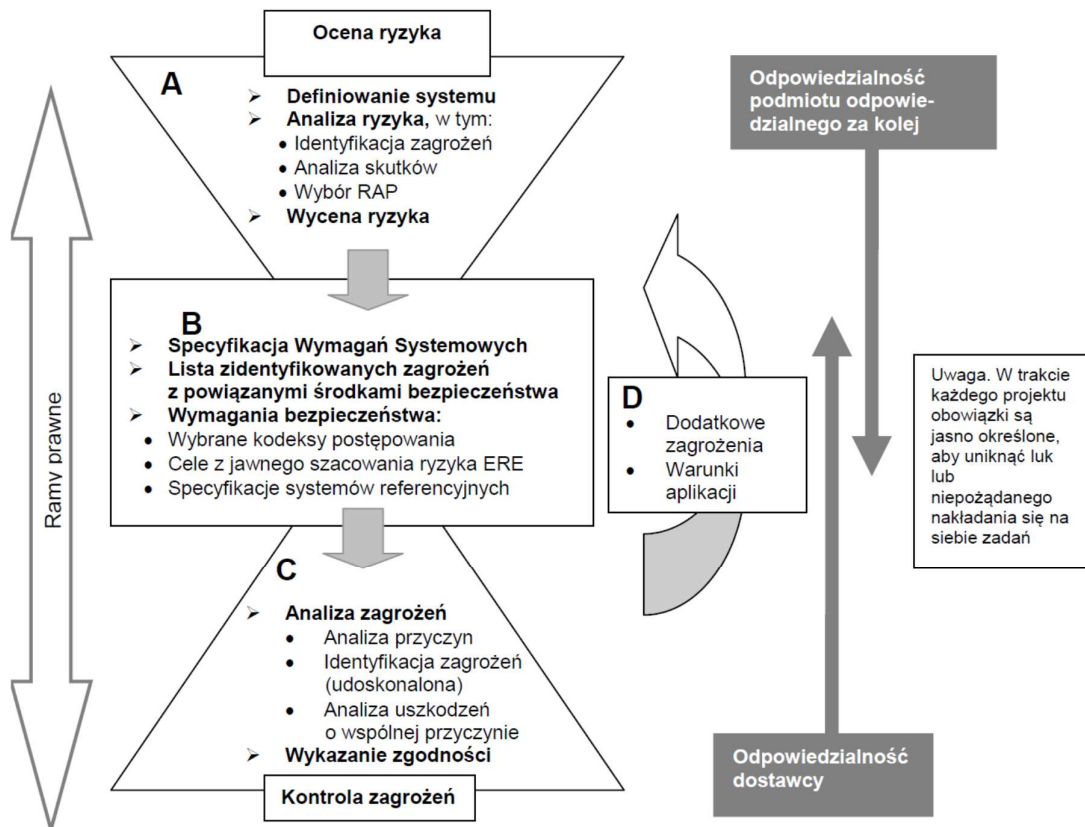 Ocena ryzyka
A
➢ Definiowanie systemu
➢ Analiza ryzyka, w tym:
• Identyfikacja zagrożeń
• Analiza skutków
• Wybór RAP
➢ Wycena ryzyka
B
➢ Specyfikacja Wymagań Systemowych
➢ Lista zidentyfikowanych zagrożeń
z powiązanymi środkami bezpieczeństwa
➢ Wymagania bezpieczeństwa:
• Wybrane kodeksy postępowania
• Cele z jawnego szacowania ryzyka ERE
• Specyfikacje systemów referencyjnych
C
➢ Analiza zagrożeń
• Analiza przyczyn
• Identyfikacja zagrożeń
(udoskonalona)
• Analiza uszkodzeń
o wspólnej przyczynie
➢ Wykazanie zgodności
Kontrola zagrożeń
Ramy prawne
D
• Dodatkowe
zagrożenia
• Warunki
aplikacji
Odpowiedzialność
podmiotu odpowie-
dzialnego za kolej
Uwaga. W trakcie
każdego projektu
obowiązki są
jasno określone,
aby uniknąć luk
lub
niepożądanego
nakładania się na
siebie zadań
Odpowiedzialność
dostawcy